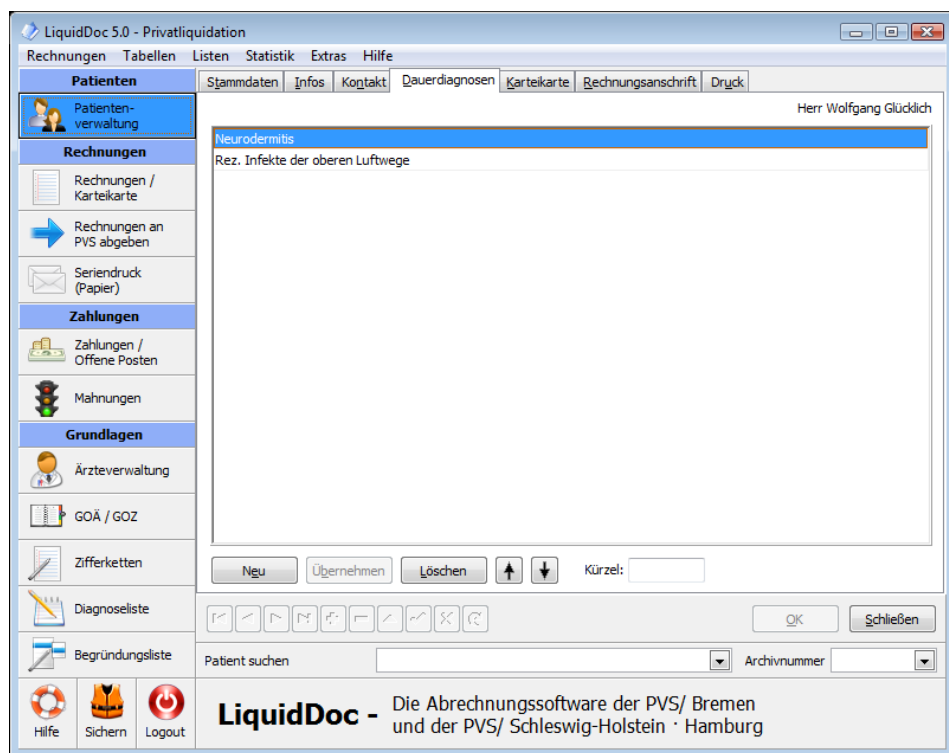 LiquidDoc 5.0 - Privatliquidation
Rechnungen Tabellen Listen Statistik Extras Hilfe
Patienten
Patienten-
verwaltung
Rechnungen
Rechnungen /
Karteikarte
Rechnungen an
PVS abgeben
Seriendruck
(Papier)
Zahlungen
Zahlungen /
Offene Posten
Mahnungen
Grundlagen
Ärzteverwaltung
GOÄ / GOZ
Zifferketten
Diagnoseliste
Begründungsliste
Hilfe Sichern Logout
Stammdaten Infos Kontakt Dauerdiagnosen Karteikarte Rechnungsanschrift Druck
Herr Wolfgang Glücklich
Neurodermitis
Rez. Infekte der oberen Luftwege
Neu Übernehmen Löschen Kürzel:
OK Schließen
Patient suchen Archivnummer
LiquidDoc - Die Abrechnungssoftware der PVS/ Bremen
und der PVS/ Schleswig-Holstein · Hamburg